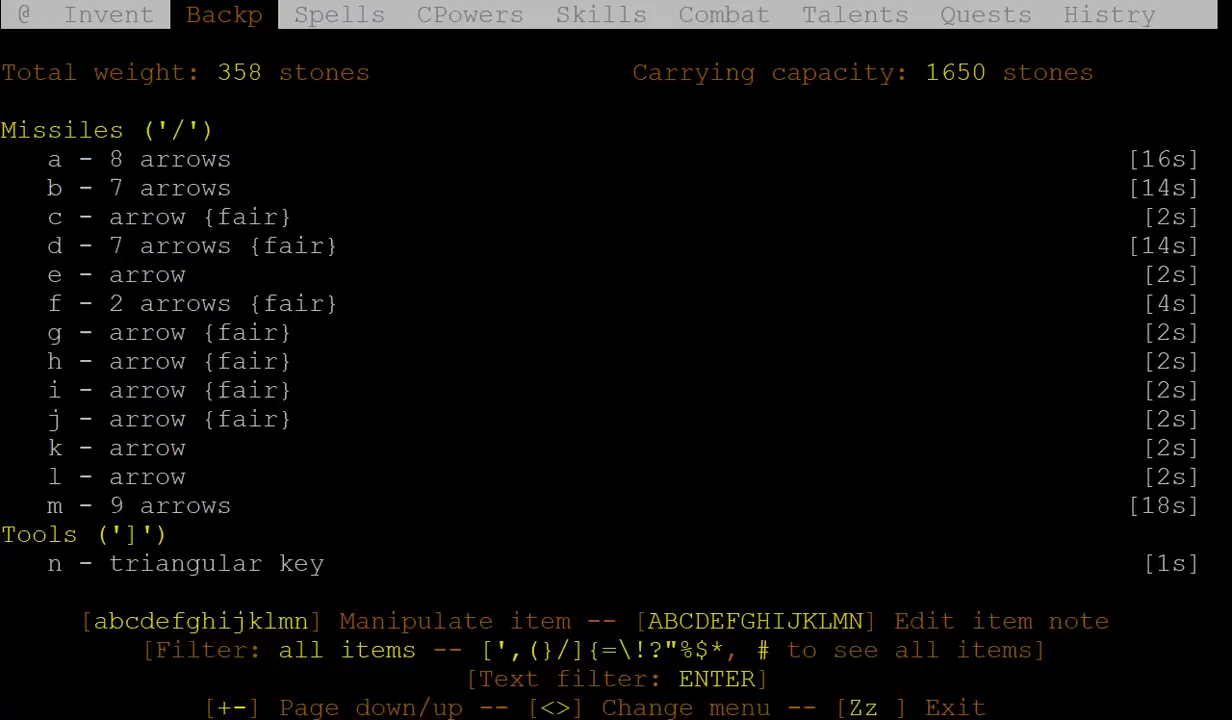 @ Invent Backp Spells CPowers Skills Combat Talents Quests Histry
Total weight: 358 stones Carrying capacity: 1650 stones
Missiles ('/')
a - 8 arrows [16s]
b - 7 arrows [14s]
c - arrow {fair} [2s]
d - 7 arrows {fair} [14s]
e - arrow [2s]
f - 2 arrows {fair} [4s]
g - arrow {fair} [2s]
h - arrow {fair} [2s]
i - arrow {fair} [2s]
j - arrow {fair} [2s]
k - arrow [2s]
l - arrow [2s]
m - 9 arrows [18s]
Tools (']')
n - triangular key [1s]
[abcdefghijklmn] Manipulate item -- [ABCDEFGHIJKLMN] Edit item note
[Filter: all items -- [',(}/]{=\!?"%$*, # to see all items]
[Text filter: ENTER]
[+-] Page down/up -- [<>] Change menu -- [Zz ] Exit